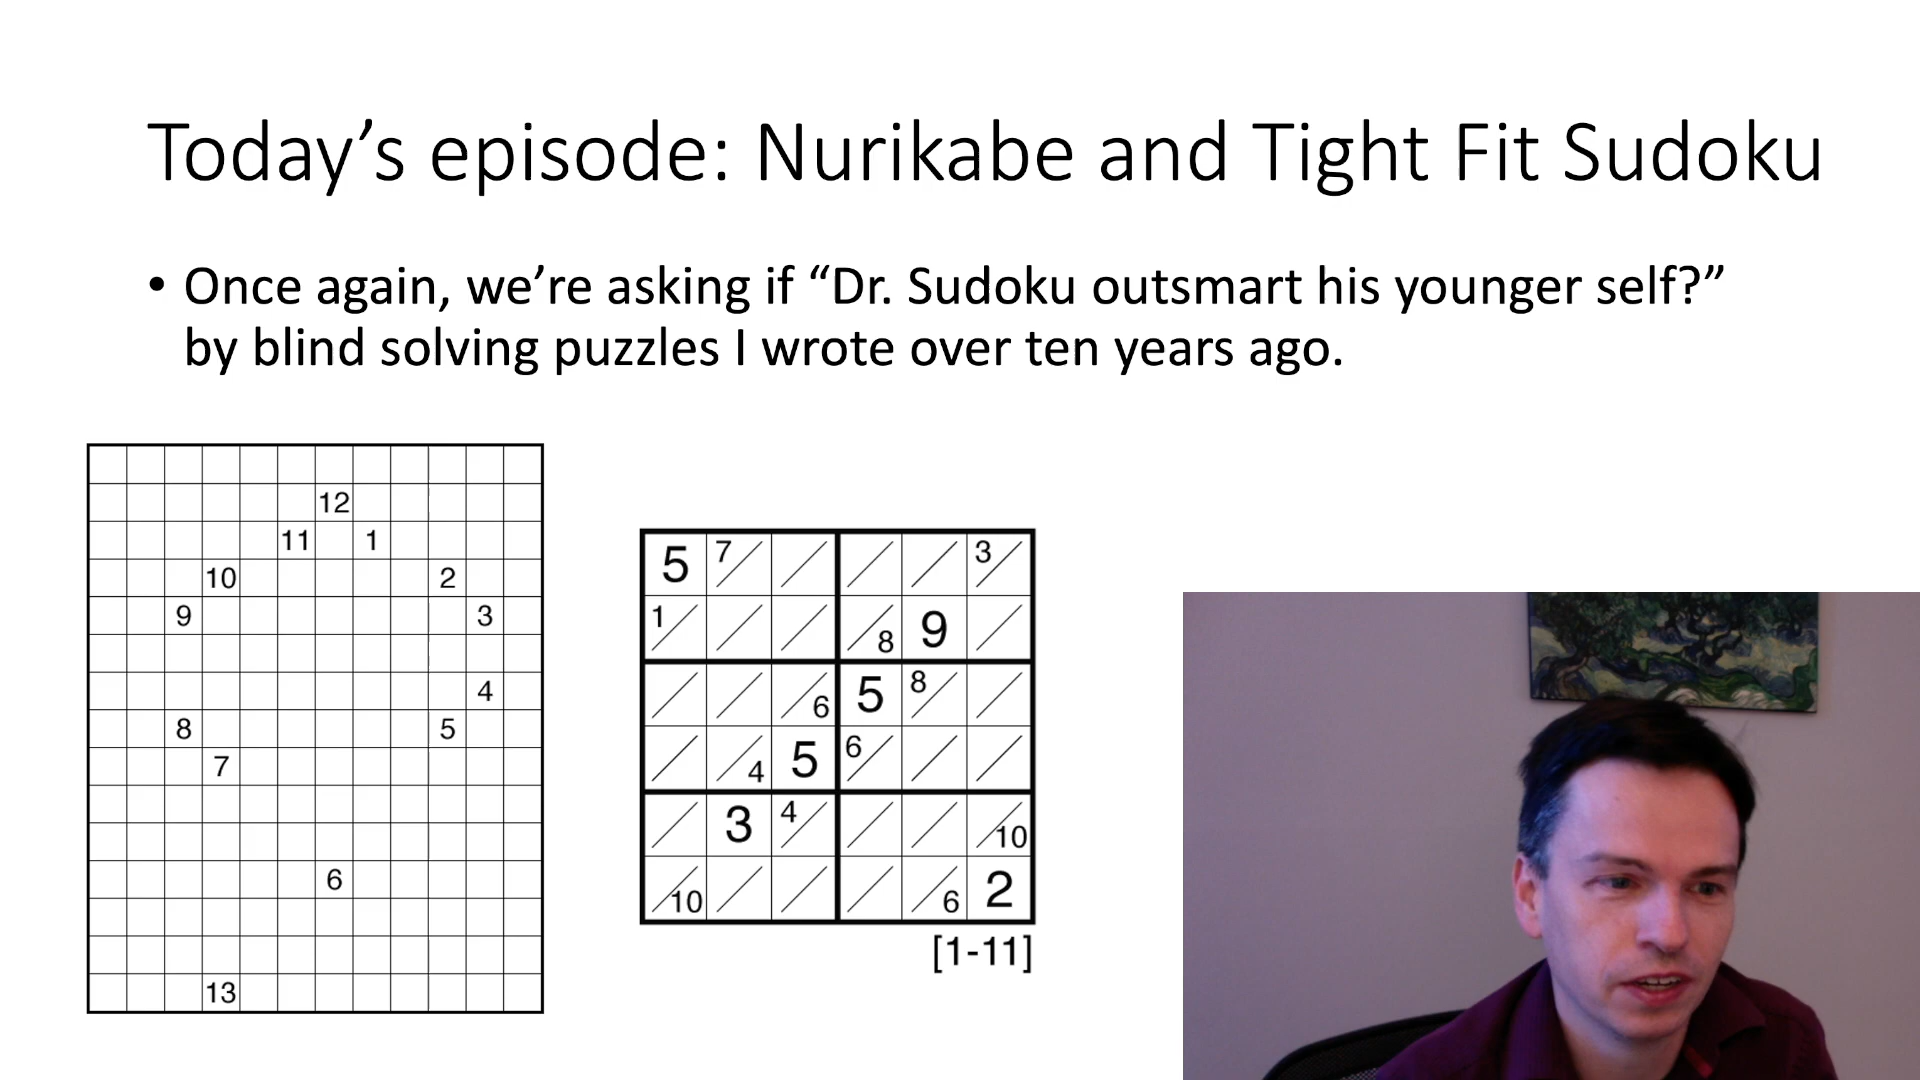 Today’s episode: Nurikabe and Tight Fit Sudoku
• Once again, we’re asking if “Dr. Sudoku outsmart his younger self?”
by blind solving puzzles I wrote over ten years ago.
12
11 1
10 2
9 3
4
8 5
7
6
13
5 7 3
1 8 9
6 5 8
4 5 6
3 4 10
10 6 2
[1-11]